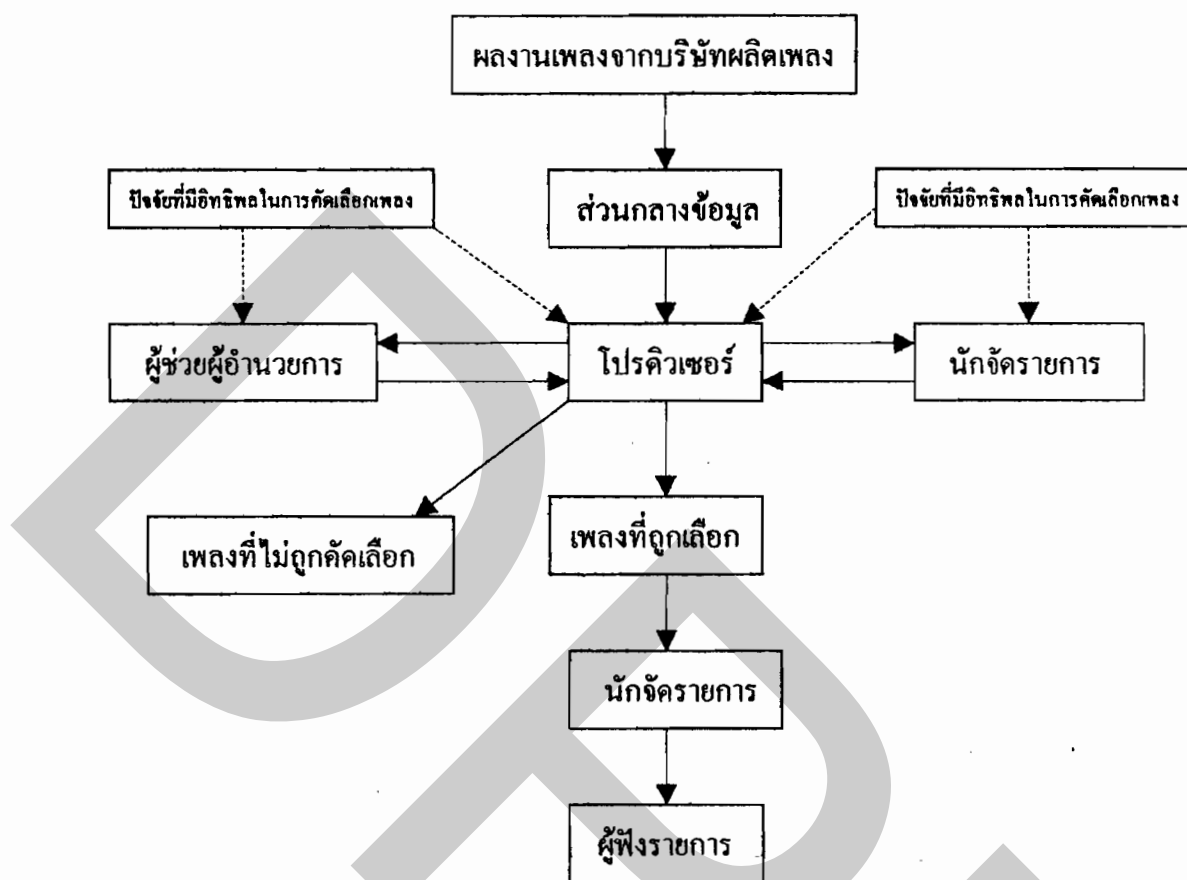 ผลงานเพลงจากบริษัทผลิตเพลง
ปัจจัยที่มีอิทธิพลในการคัดเลือกเพลง
ส่วนกลางข้อมูล
ปัจจัยที่มีอิทธิพลในการคัดเลือกเพลง
ผู้ช่วยผู้อำนวยการ
โปรดิวเซอร์
นักจัดรายการ
เพลงที่ไม่ถูกคัดเลือก
เพลงที่ถูกเลือก
นักจัดรายการ
ผู้ฟังรายการ